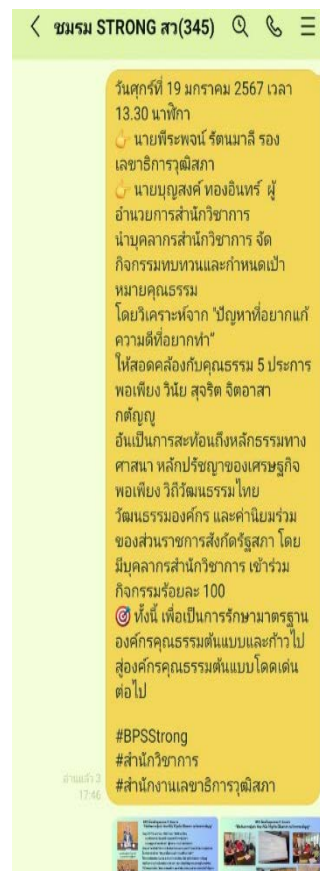 ชมรม STRONG สว(345)
วันศุกร์ที่ 19 มกราคม 2567 เวลา
13.30 นาฬิกา
👉 นายพีระพจน์ รัตนมาลี รอง
เลขาธิการวุฒิสภา
👉 นายบุญสงค์ ทองอินทร์ ผู้
อำนวยการสำนักวิชาการ
นำบุคลากรสำนักวิชาการ จัด
กิจกรรมทบทวนและกำหนดเป้า
หมายคุณธรรม
โดยวิเคราะห์จาก "ปัญหาที่อยากแก้
ความดีที่อยากทำ"
ให้สอดคล้องกับคุณธรรม 5 ประการ
พอเพียง วินัย สุจริต จิตอาสา
กตัญญู
อันเป็นการสะท้อนถึงหลักธรรมทาง
ศาสนา หลักปรัชญาของเศรษฐกิจ
พอเพียง วิถีวัฒนธรรมไทย
วัฒนธรรมองค์กร และค่านิยมร่วม
ของส่วนราชการสังกัดรัฐสภา โดย
มีบุคลากรสำนักวิชาการ เข้าร่วม
กิจกรรมร้อยละ 100
🎯 ทั้งนี้ เพื่อเป็นการรักษามาตรฐาน
องค์กรคุณธรรมต้นแบบและก้าวไป
สู่องค์กรคุณธรรมต้นแบบโดดเด่น
ต่อไป
#BPSStrong
#สำนักวิชาการ
#สำนักงานเลขาธิการวุฒิสภา
อ่านแล้ว 3
17:46